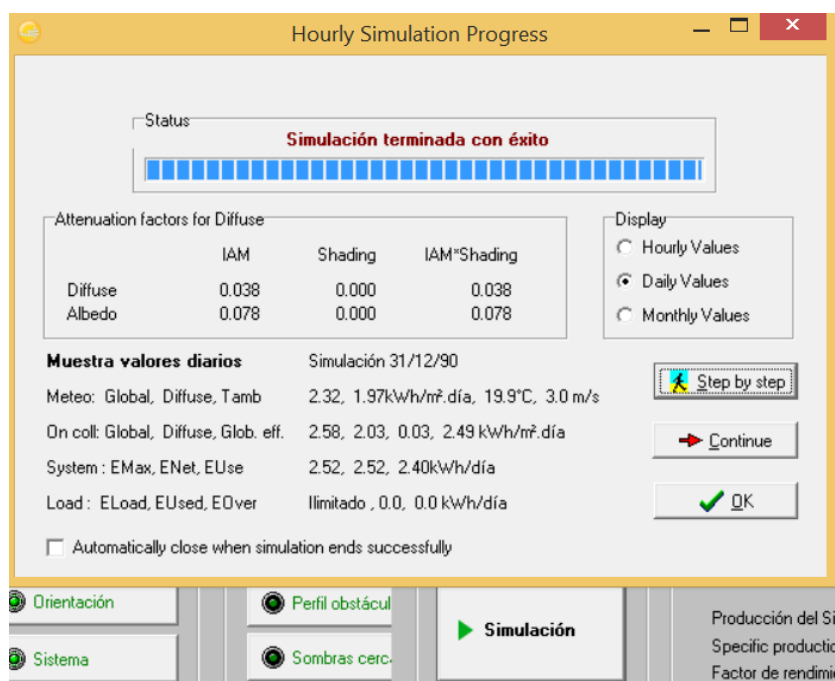 Hourly Simulation Progress
Status
Simulación terminada con éxito
Attenuation factors for Diffuse
IAM Shading IAM*Shading
Diffuse 0.038 0.000 0.038
Albedo 0.078 0.000 0.078
Display
Hourly Values
Daily Values
Monthly Values
Muestra valores diarios Simulación 31/12/90
Meteo: Global, Diffuse, Tamb 2.32, 1.97kWh/m².día, 19.9°C, 3.0 m/s
On coll: Global, Diffuse, Glob. eff. 2.58, 2.03, 0.03, 2.49 kWh/m².día
System : EMax, ENet, EUse 2.52, 2.52, 2.40kWh/día
Load : ELoad, EUsed, EOver Ilimitado , 0.0, 0.0 kWh/día
Step by step
Continue
OK
Automatically close when simulation ends successfully
Orientación
Perfil obstácul
Simulación
Producción del Si
Sistema
Sombras cerc
Specific productio
Factor de rendimi